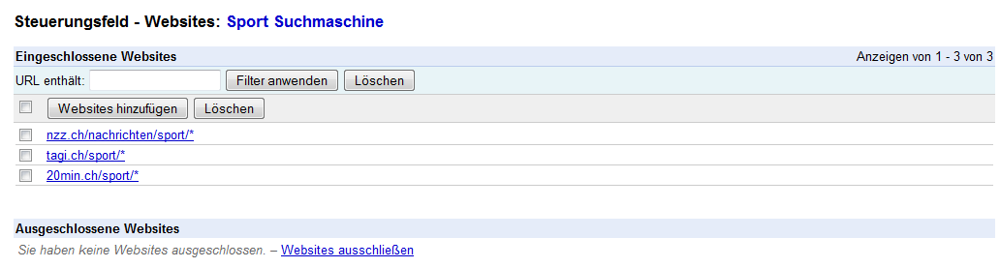 Steuerungsfeld - Websites: Sport Suchmaschine
Eingeschlossene Websites Anzeigen von 1 - 3 von 3
URL enthält: Filter anwenden Löschen
Websites hinzufügen Löschen
nzz.ch/nachrichten/sport/*
tagi.ch/sport/*
20min.ch/sport/*
Ausgeschlossene Websites
Sie haben keine Websites ausgeschlossen. – Websites ausschließen